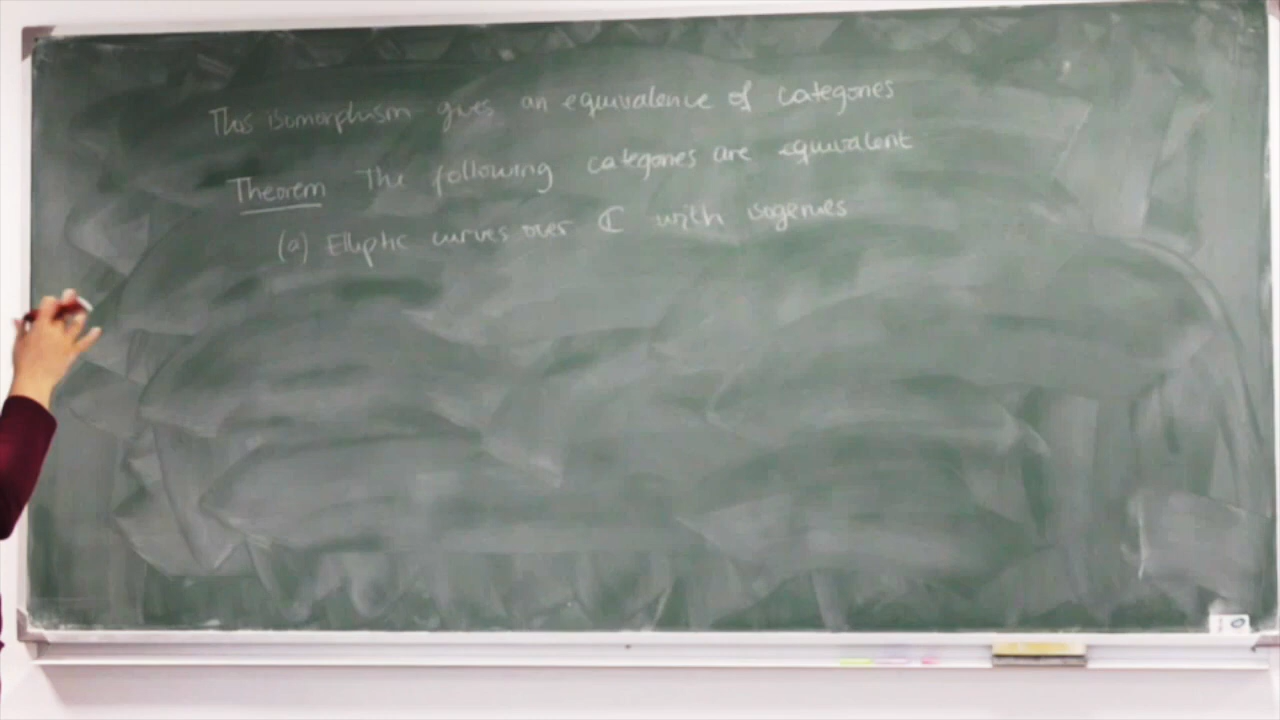 This isomorphism gives an equivalence of categories
Theorem The following categories are equivalent
(a) Elliptic curves over ℂ with isogenies